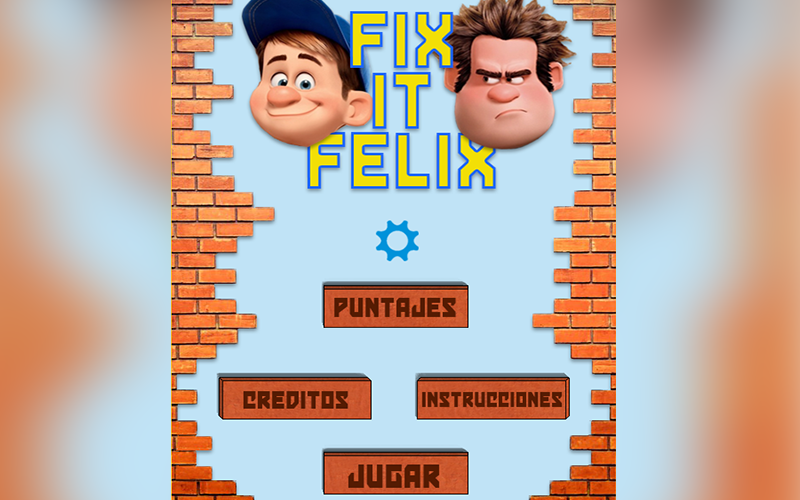 FIX
IT
FELIX
PUNTAJES
CREDITOS
INSTRUCCIONES
JUGAR